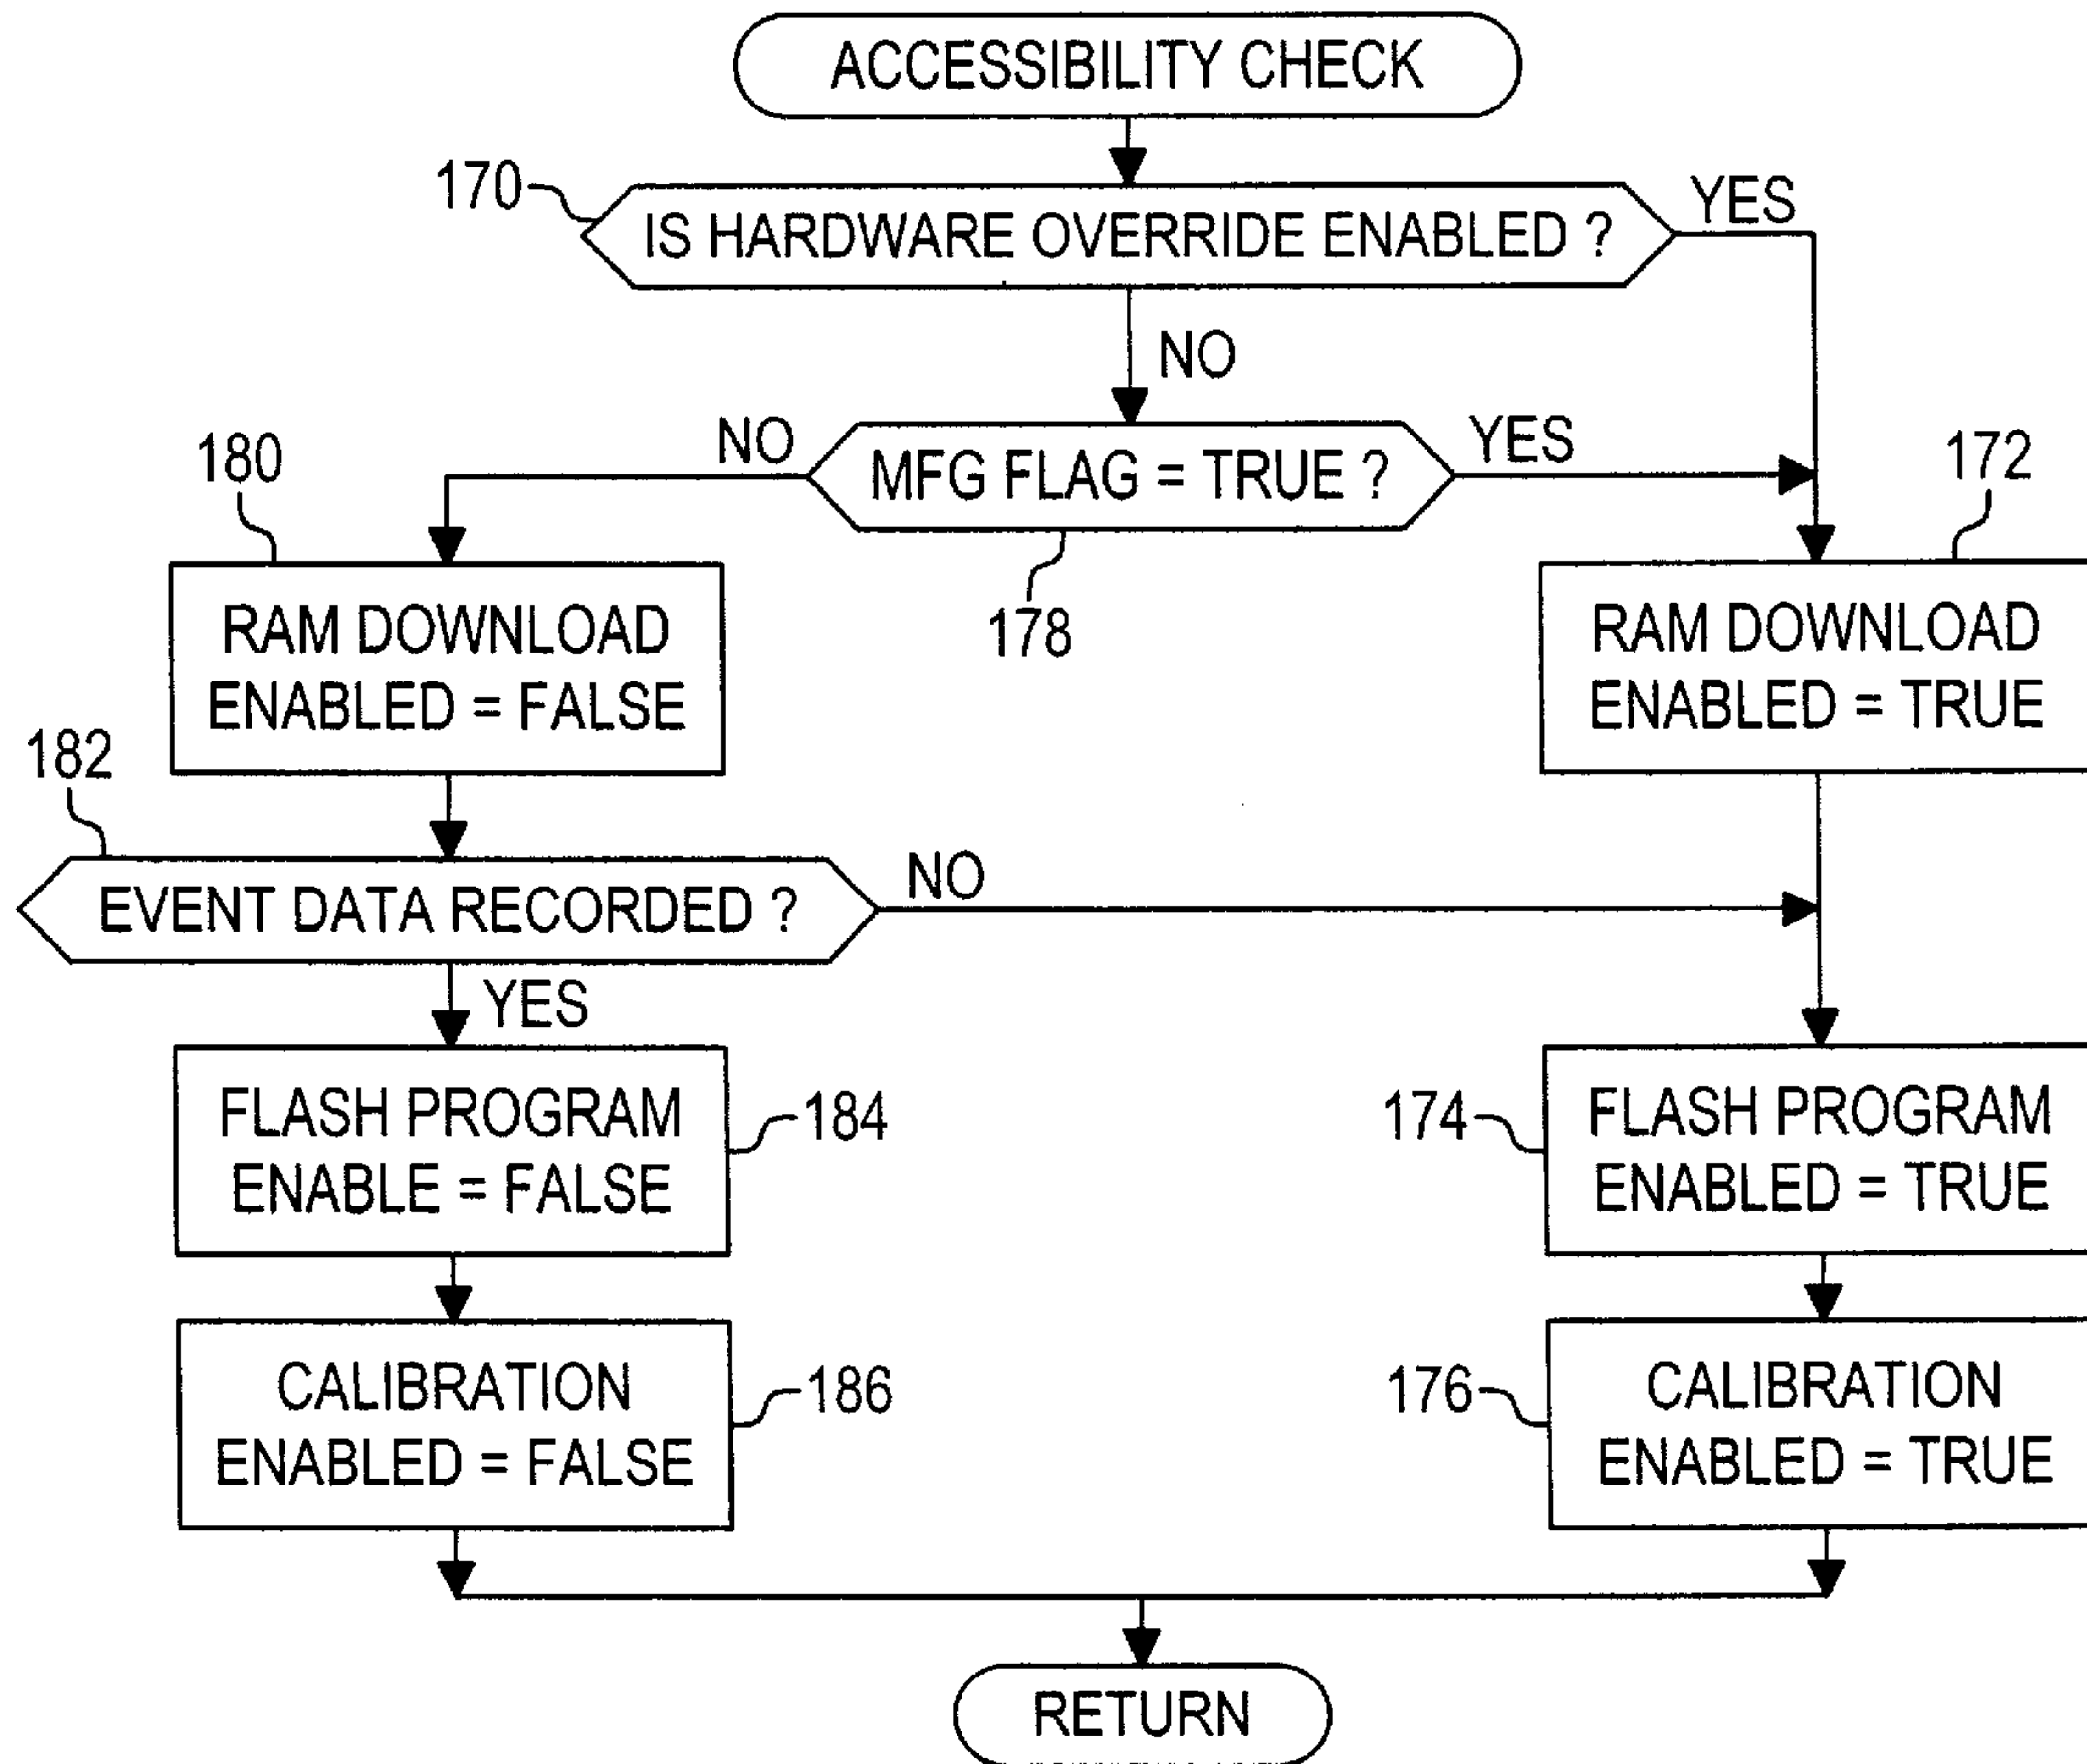 ACCESSIBILITY CHECK
170
IS HARDWARE OVERRIDE ENABLED ?
YES
NO
NO
MFG FLAG = TRUE ?
YES
180
172
178
RAM DOWNLOAD
ENABLED = FALSE
RAM DOWNLOAD
ENABLED = TRUE
182
EVENT DATA RECORDED ?
NO
YES
FLASH PROGRAM
ENABLE = FALSE
184
174
FLASH PROGRAM
ENABLED = TRUE
CALIBRATION
ENABLED = FALSE
186
176
CALIBRATION
ENABLED = TRUE
RETURN